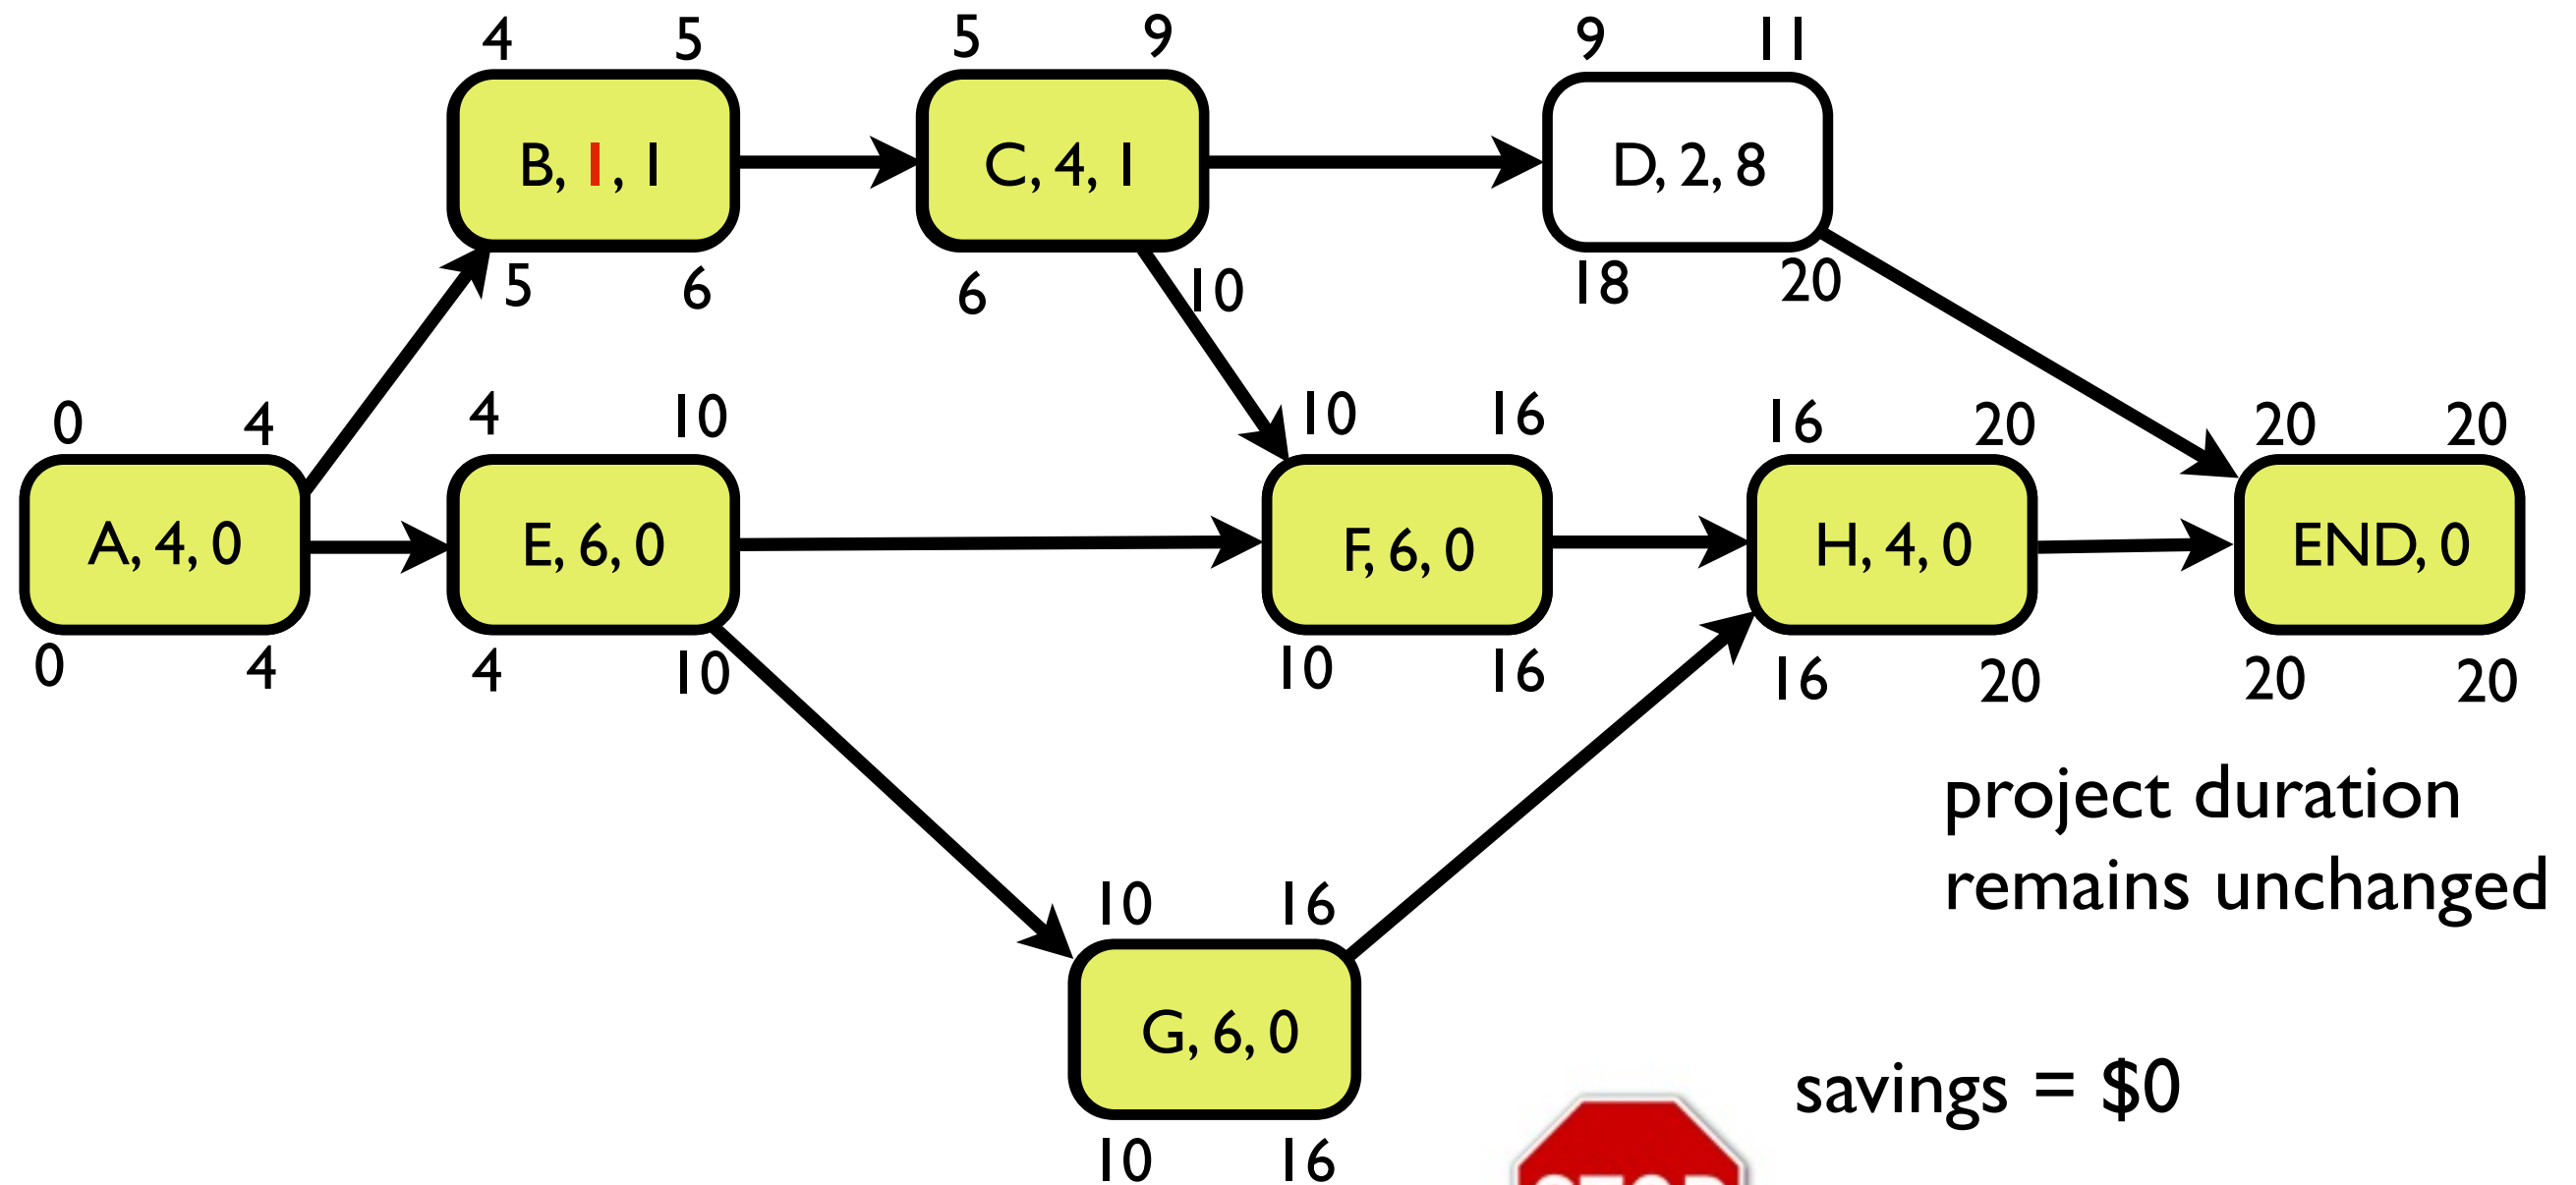 4 5 5 9 9 11
B, 1, 1 C, 4, 1 D, 2, 8
5 6 6 10 18 20
0 4 4 10 10 16 16 20 20 20
A, 4, 0 E, 6, 0 F, 6, 0 H, 4, 0 END, 0
0 4 4 10 10 16 16 20 20 20
project duration
remains unchanged
10 16
G, 6, 0
savings = $0
10 16